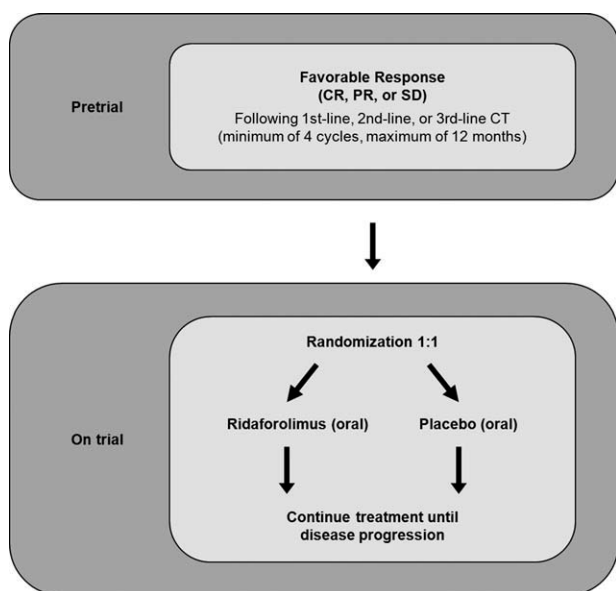 Pretrial
Favorable Response
(CR, PR, or SD)
Following 1st-line, 2nd-line, or 3rd-line CT
(minimum of 4 cycles, maximum of 12 months)
On trial
Randomization 1:1
Ridaforolimus (oral)
Placebo (oral)
Continue treatment until
disease progression